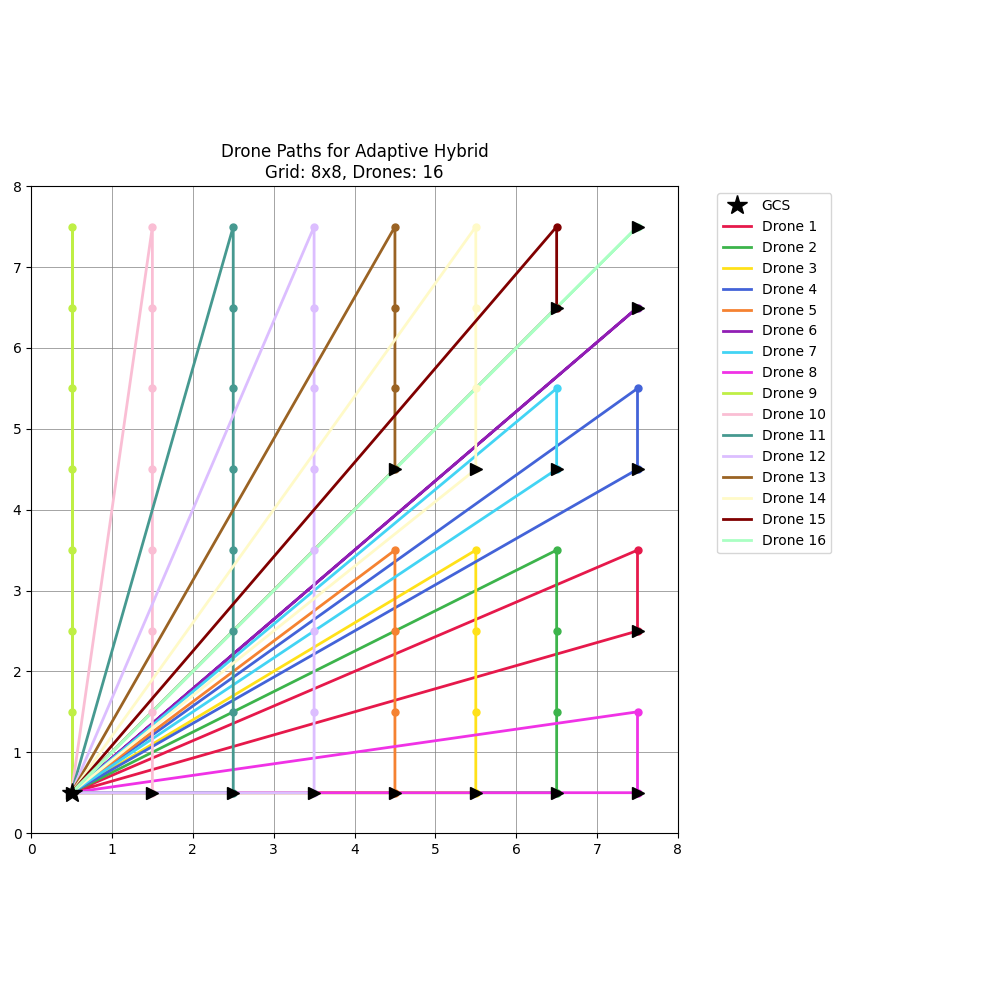 Drone Paths for Adaptive Hybrid
Grid: 8x8, Drones: 16
8
7
6
5
4
3
2
1
0
0 1 2 3 4 5 6 7 8
GCS
Drone 1
Drone 2
Drone 3
Drone 4
Drone 5
Drone 6
Drone 7
Drone 8
Drone 9
Drone 10
Drone 11
Drone 12
Drone 13
Drone 14
Drone 15
Drone 16